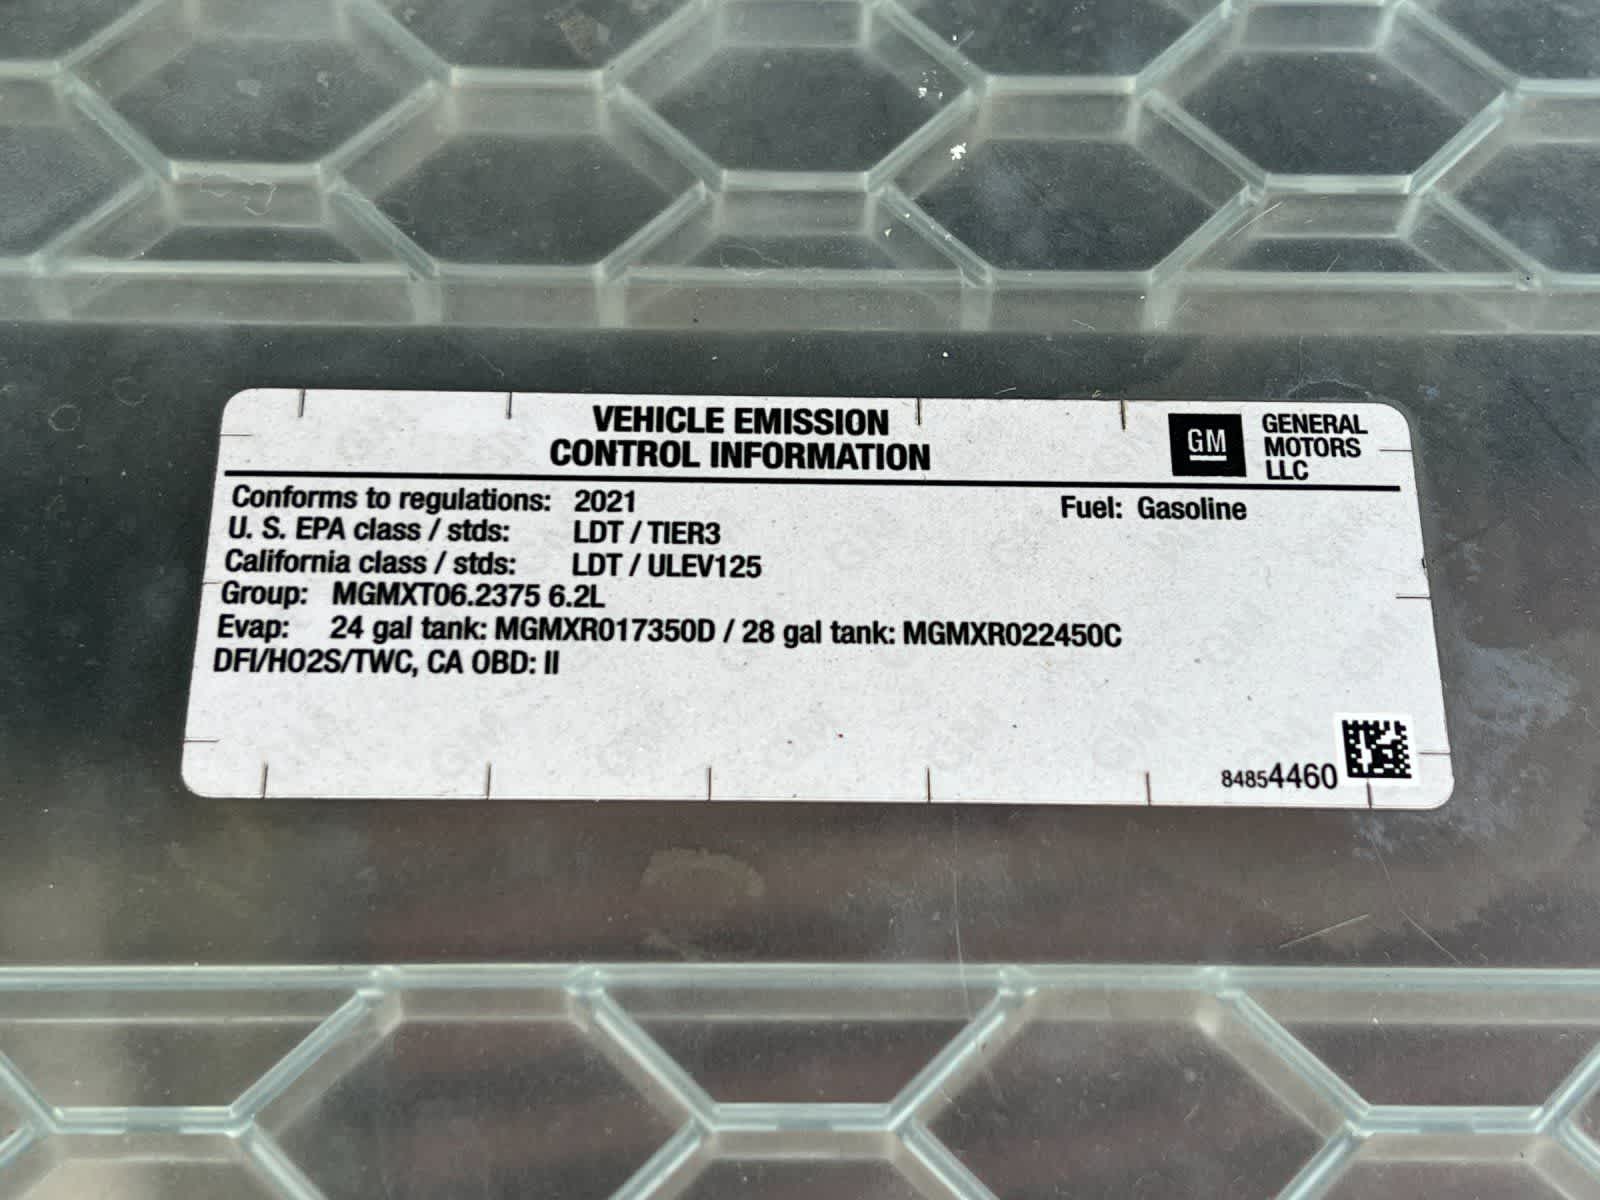 VEHICLE EMISSION
CONTROL INFORMATION
GM
GENERAL
MOTORS
LLC
Conforms to regulations: 2021
Fuel: Gasoline
U. S. EPA class / stds: LDT / TIER3
California class / stds: LDT / ULEV125
Group: MGMXT06.2375 6.2L
Evap: 24 gal tank: MGMXR017350D / 28 gal tank: MGMXR022450C
DFI/HO2S/TWC, CA OBD: II
84854460